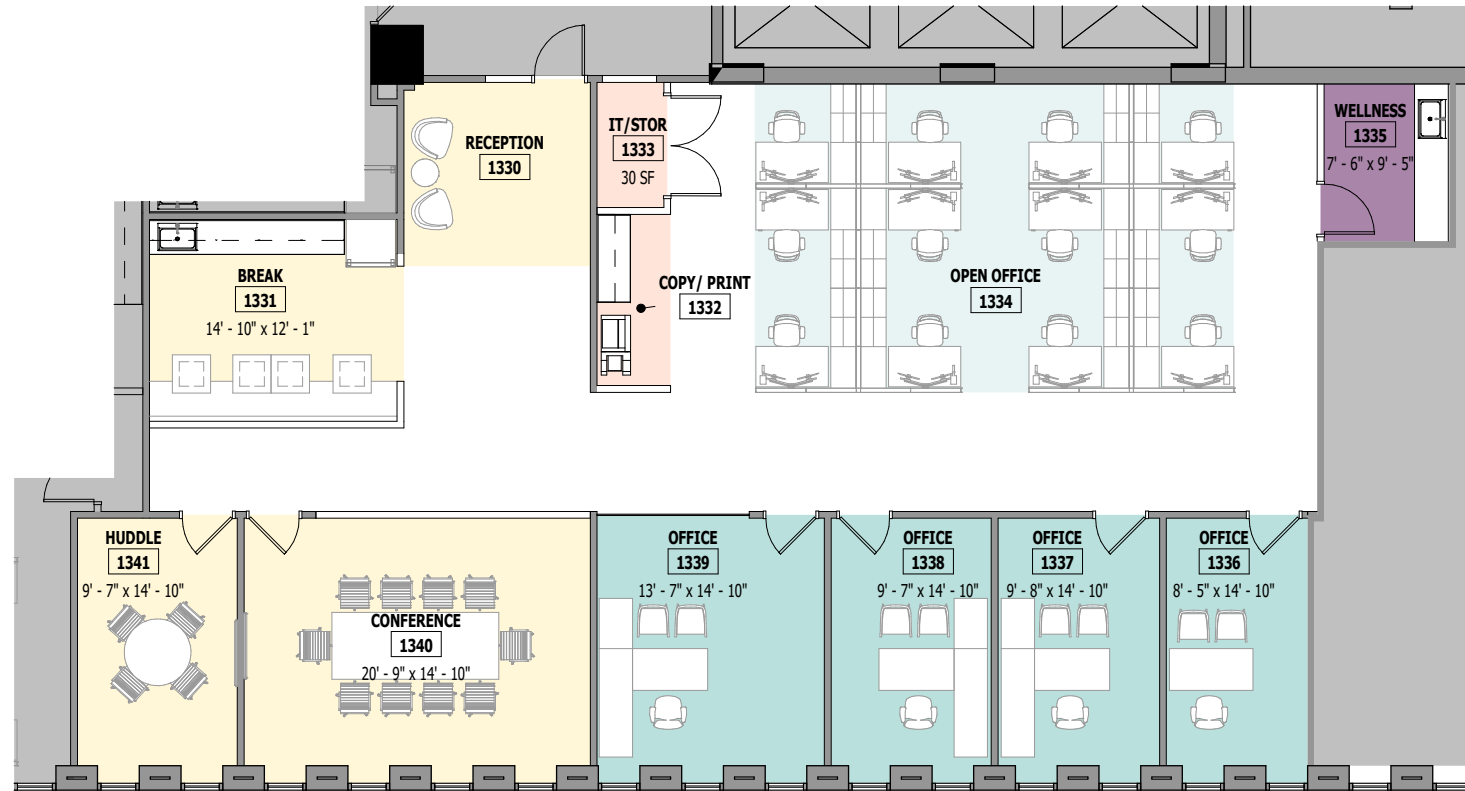 RECEPTION
1330
IT/STOR
1333
30 SF
WELLNESS
1335
7' - 6" x 9' - 5"
BREAK
1331
14' - 10" x 12' - 1"
COPY/ PRINT
1332
OPEN OFFICE
1334
HUDDLE
1341
9' - 7" x 14' - 10"
CONFERENCE
1340
20' - 9" x 14' - 10"
OFFICE
1339
13' - 7" x 14' - 10"
OFFICE
1338
9' - 7" x 14' - 10"
OFFICE
1337
9' - 8" x 14' - 10"
OFFICE
1336
8' - 5" x 14' - 10"